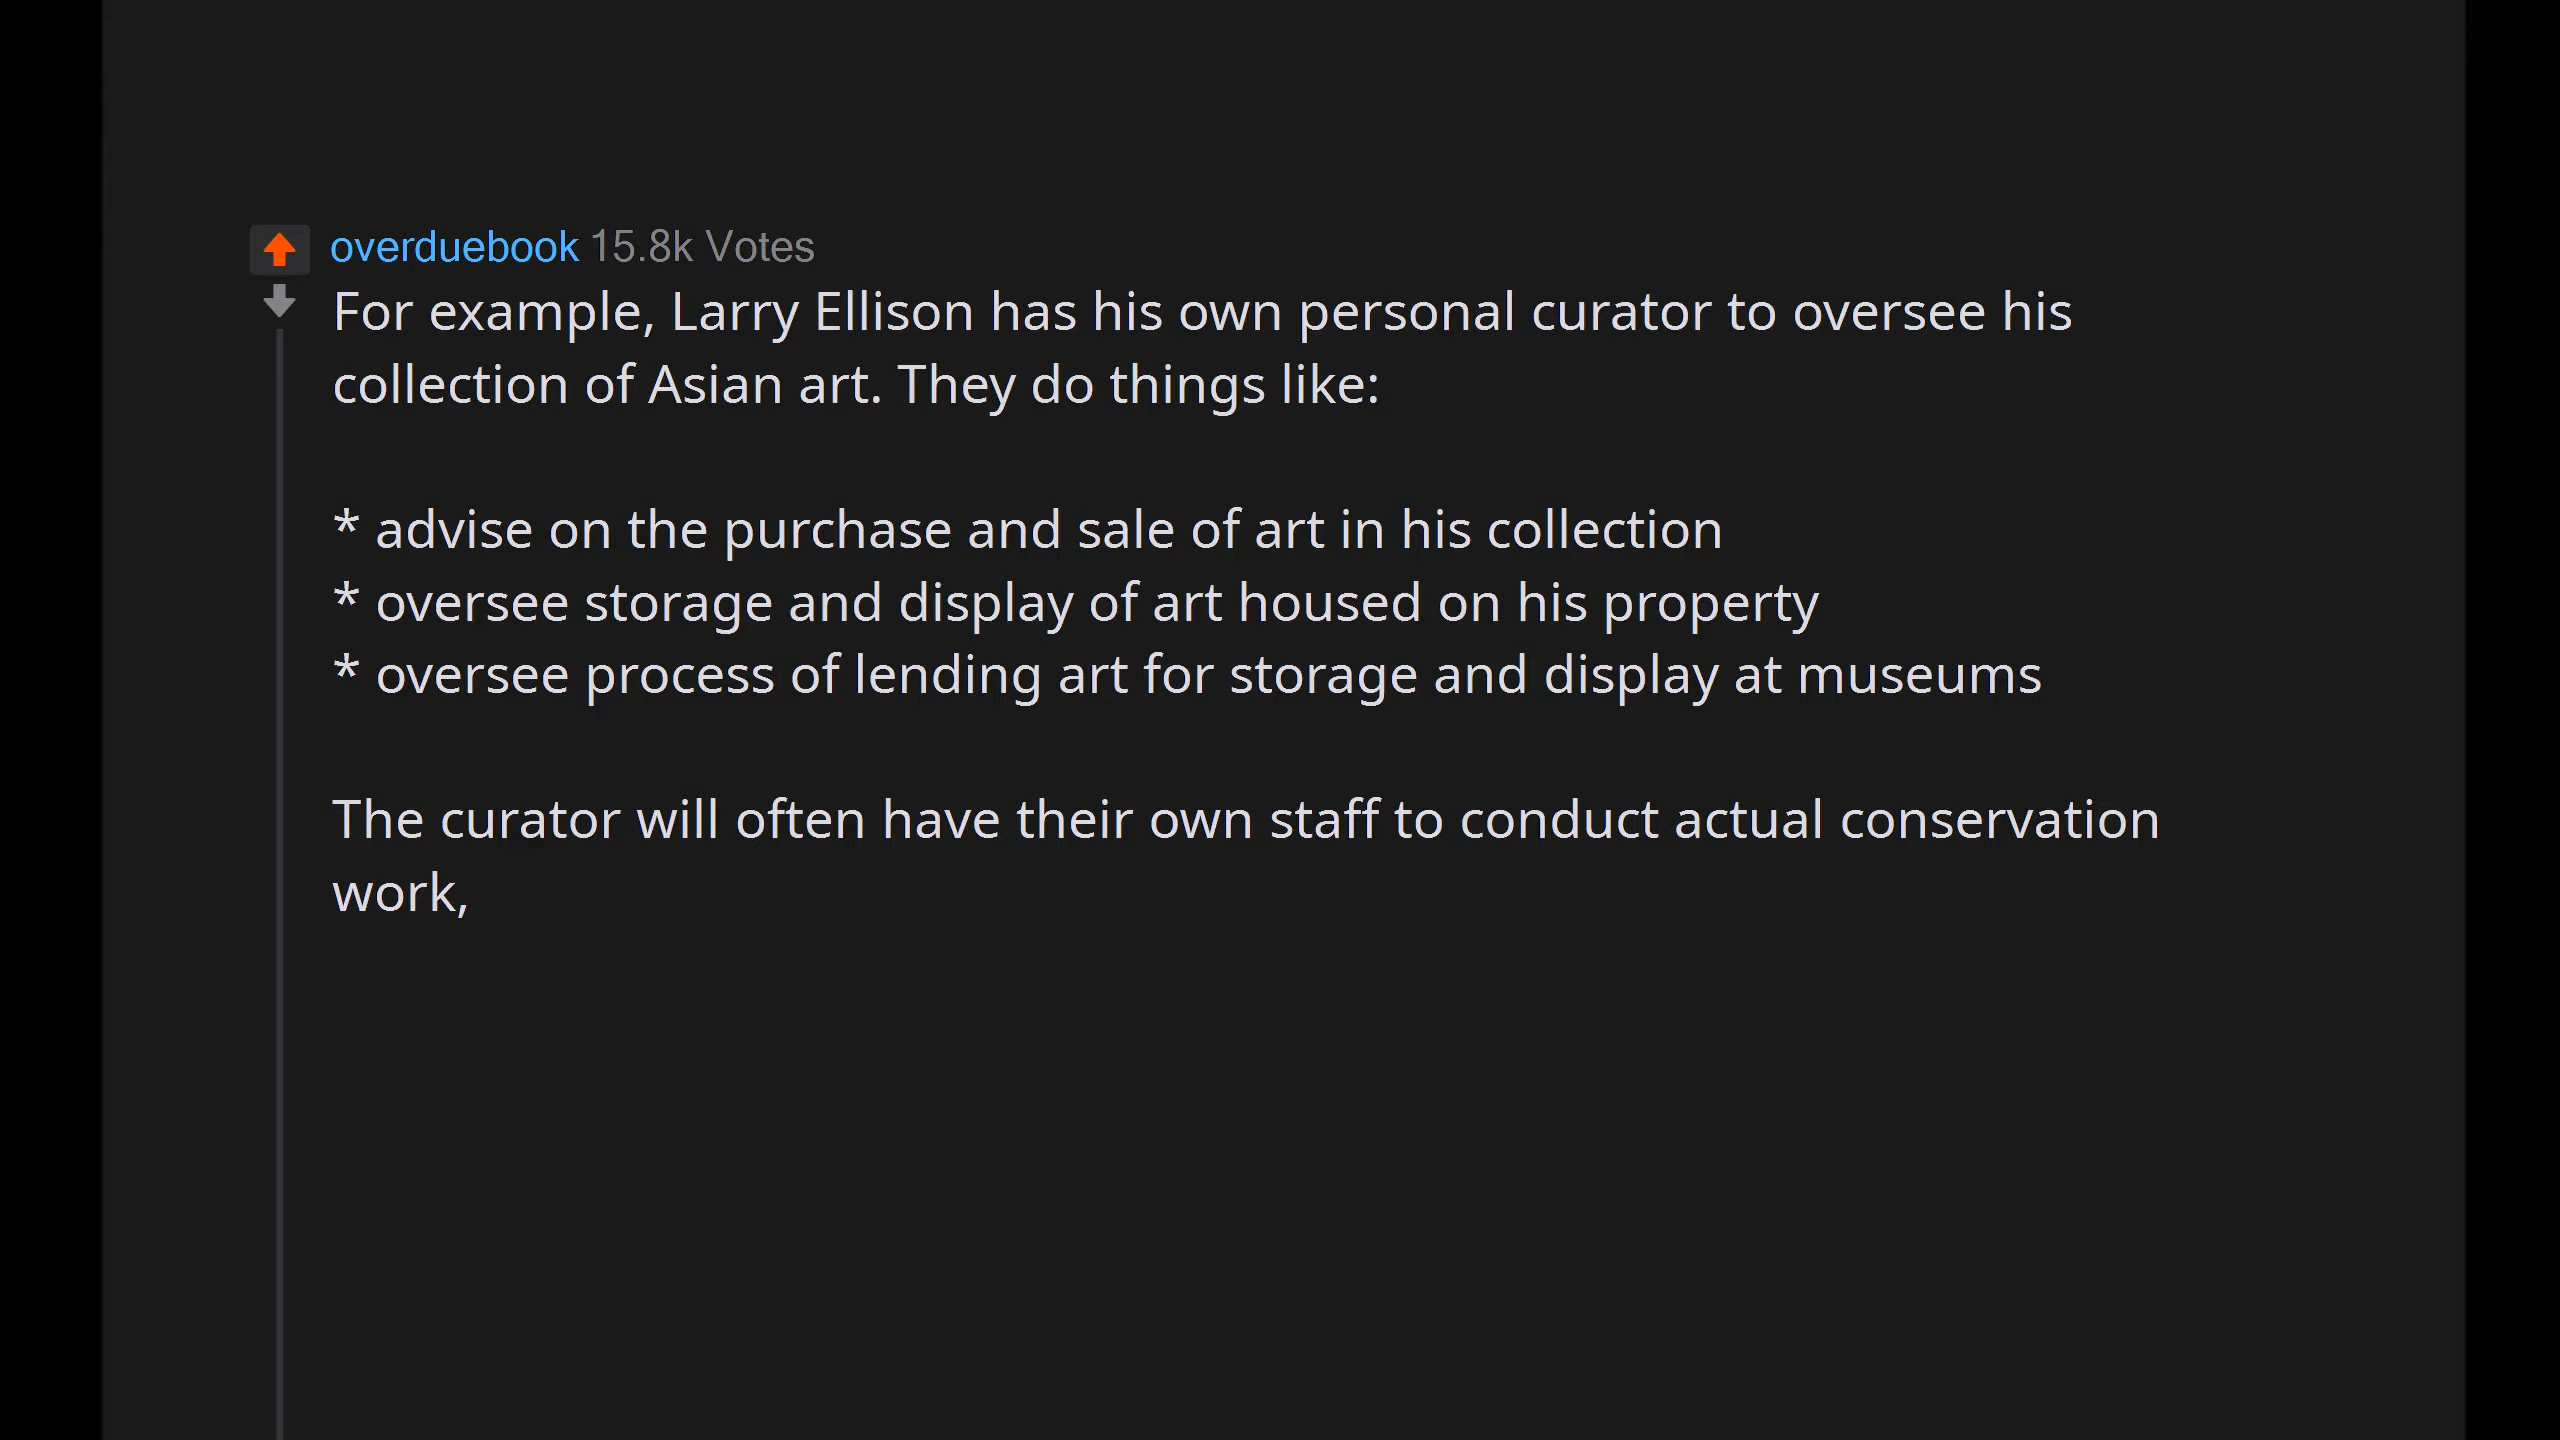 overduebook 15.8k Votes
For example, Larry Ellison has his own personal curator to oversee his
collection of Asian art. They do things like:
* advise on the purchase and sale of art in his collection
* oversee storage and display of art housed on his property
* oversee process of lending art for storage and display at museums
The curator will often have their own staff to conduct actual conservation
work,